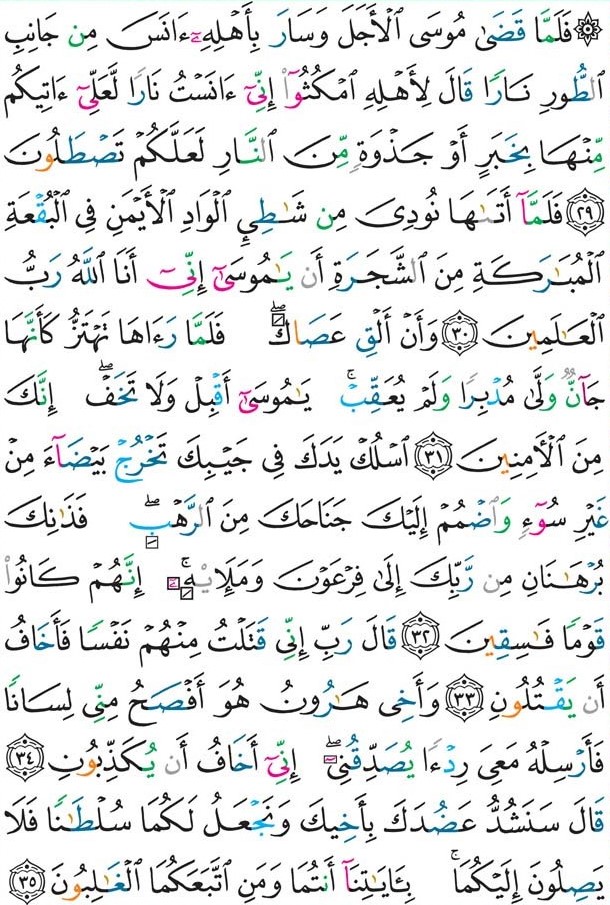 ۞ فَلَمَّا قَضَىٰ مُوسَى ٱلْأَجَلَ وَسَارَ بِأَهْلِهِۦٓ ءَانَسَ مِن جَانِبِ
ٱلطُّورِ نَارًا قَالَ لِأَهْلِهِ ٱمْكُثُوٓا۟ إِنِّىٓ ءَانَسْتُ نَارًا لَّعَلِّىٓ ءَاتِيكُم
مِّنْهَا بِخَبَرٍ أَوْ جَذْوَةٍ مِّنَ ٱلنَّارِ لَعَلَّكُمْ تَصْطَلُونَ
﴿٢٩﴾ فَلَمَّآ أَتَىٰهَا نُودِىَ مِن شَـٰطِئِ ٱلْوَادِ ٱلْأَيْمَنِ فِى ٱلْبُقْعَةِ
ٱلْمُبَـٰرَكَةِ مِنَ ٱلشَّجَرَةِ أَن يَـٰمُوسَىٰٓ إِنِّىٓ أَنَا ٱللَّهُ رَبُّ
ٱلْعَـٰلَمِينَ ﴿٣٠﴾ وَأَنْ أَلْقِ عَصَاكَ ۖ فَلَمَّا رَءَاهَا تَهْتَزُّ كَأَنَّهَا
جَآنٌّ وَلَّىٰ مُدْبِرًا وَلَمْ يُعَقِّبْ ۚ يَـٰمُوسَىٰٓ أَقْبِلْ وَلَا تَخَفْ ۖ إِنَّكَ
مِنَ ٱلْـَٔامِنِينَ ﴿٣١﴾ ٱسْلُكْ يَدَكَ فِى جَيْبِكَ تَخْرُجْ بَيْضَآءَ مِنْ
غَيْرِ سُوٓءٍ وَٱضْمُمْ إِلَيْكَ جَنَاحَكَ مِنَ ٱلرَّهْبِ ۖ فَذَٰنِكَ
بُرْهَـٰنَانِ مِن رَّبِّكَ إِلَىٰ فِرْعَوْنَ وَمَلَإِي۟هِۦٓ ۚ إِنَّهُمْ كَانُوا۟
قَوْمًا فَـٰسِقِينَ ﴿٣٢﴾ قَالَ رَبِّ إِنِّى قَتَلْتُ مِنْهُمْ نَفْسًا فَأَخَافُ
أَن يَقْتُلُونِ ﴿٣٣﴾ وَأَخِى هَـٰرُونُ هُوَ أَفْصَحُ مِنِّى لِسَانًا
فَأَرْسِلْهُ مَعِىَ رِدْءًا يُصَدِّقُنِىٓ ۖ إِنِّىٓ أَخَافُ أَن يُكَذِّبُونِ ﴿٣٤﴾
قَالَ سَنَشُدُّ عَضُدَكَ بِأَخِيكَ وَنَجْعَلُ لَكُمَا سُلْطَـٰنًا فَلَا
يَصِلُونَ إِلَيْكُمَا ۚ بِـَٔايَـٰتِنَآ أَنتُمَا وَمَنِ ٱتَّبَعَكُمَا ٱلْغَـٰلِبُونَ ﴿٣٥﴾